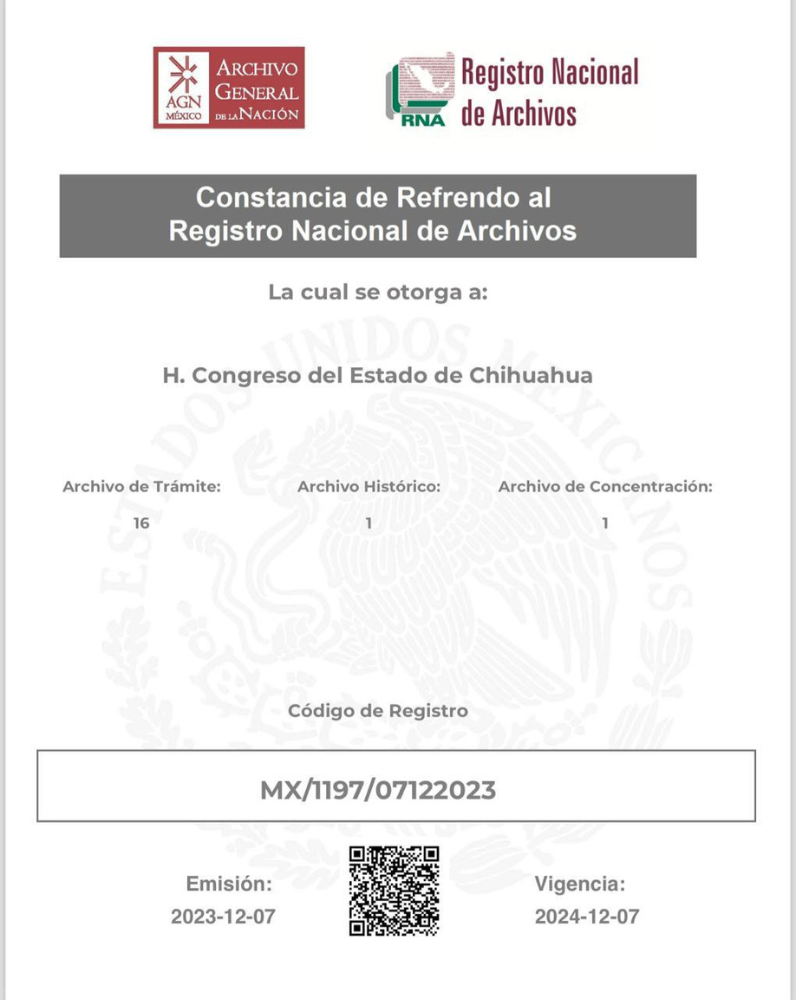 AGN
MÉXICO
ARCHIVO
GENERAL
DE LA NACIÓN
RNA
Registro Nacional
de Archivos
Constancia de Refrendo al
Registro Nacional de Archivos
La cual se otorga a:
ESTADOS UNIDOS MEXICANOS
H. Congreso del Estado de Chihuahua
Archivo de Trámite: Archivo Histórico: Archivo de Concentración:
16 1 1
Código de Registro
MX/1197/07122023
Emisión: Vigencia:
2023-12-07 2024-12-07